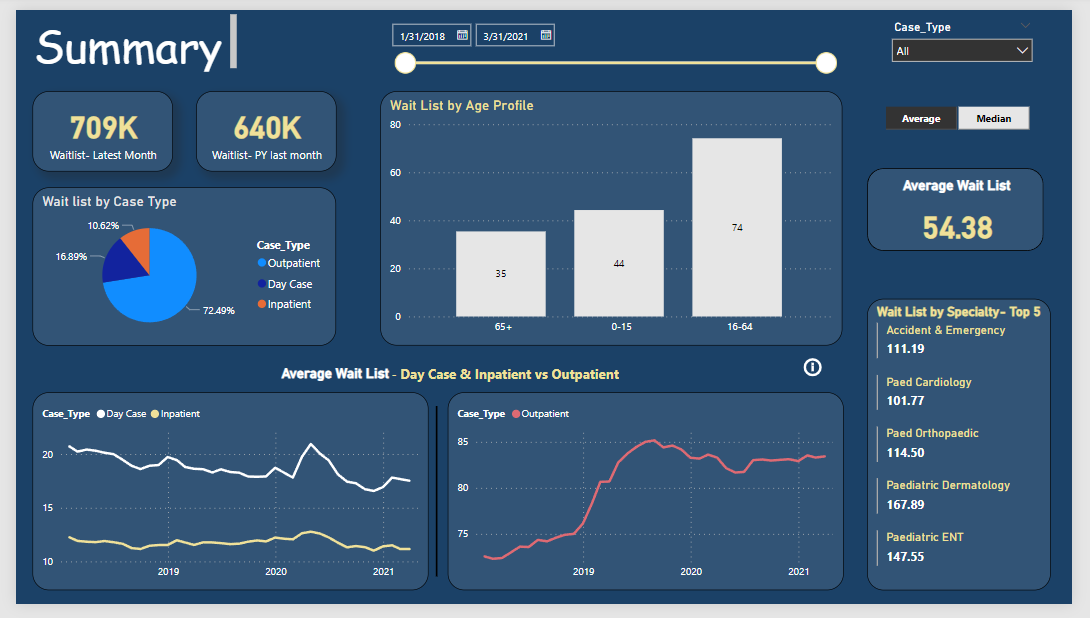 Summary
1/31/2018
3/31/2021
Case_Type
All
709K
Waitlist- Latest Month
640K
Waitlist- PY last month
Average
Median
Wait List by Age Profile
80
60
40
20
0
35
44
74
65+
0-15
16-64
Average Wait List
54.38
Wait list by Case Type
10.62%
16.89%
72.49%
Case_Type
Outpatient
Day Case
Inpatient
Wait List by Specialty- Top 5
Accident & Emergency
111.19
Paed Cardiology
101.77
Paed Orthopaedic
114.50
Paediatric Dermatology
167.89
Paediatric ENT
147.55
Average Wait List - Day Case & Inpatient vs Outpatient
Case_Type Day Case Inpatient
20
15
10
2019
2020
2021
Case_Type Outpatient
85
80
75
2019
2020
2021